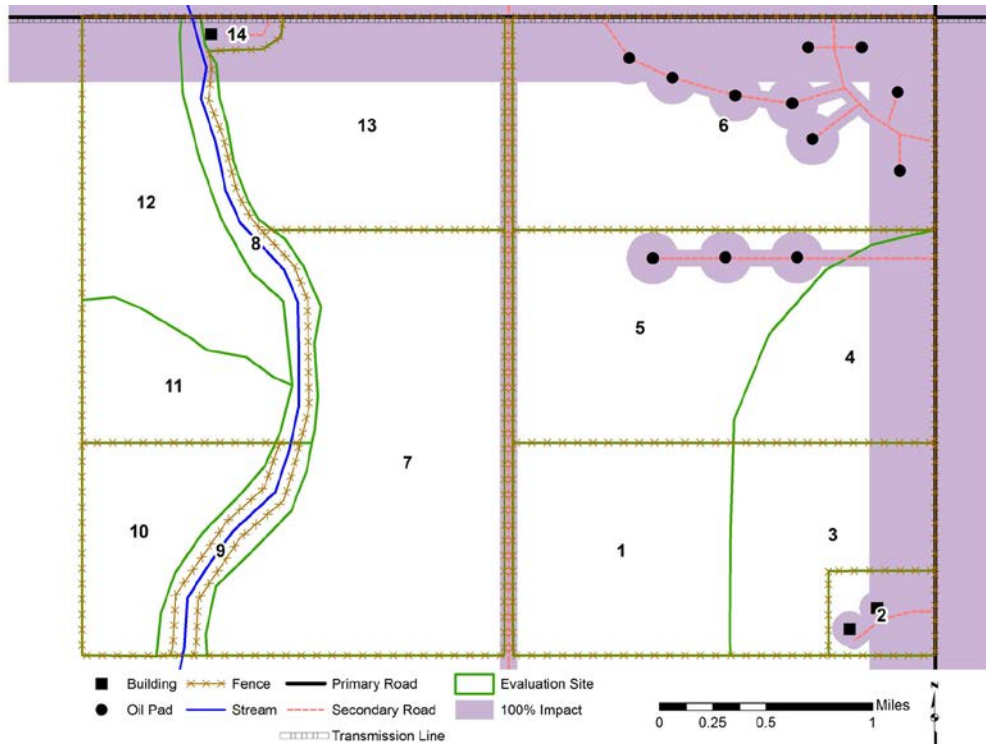 14
13
6
12
8
5
4
11
7
10
3
1
9
2
Building Fence Primary Road Evaluation Site
Oil Pad Stream Secondary Road 100% Impact
Transmission Line
Miles
0 0.25 0.5 1
N